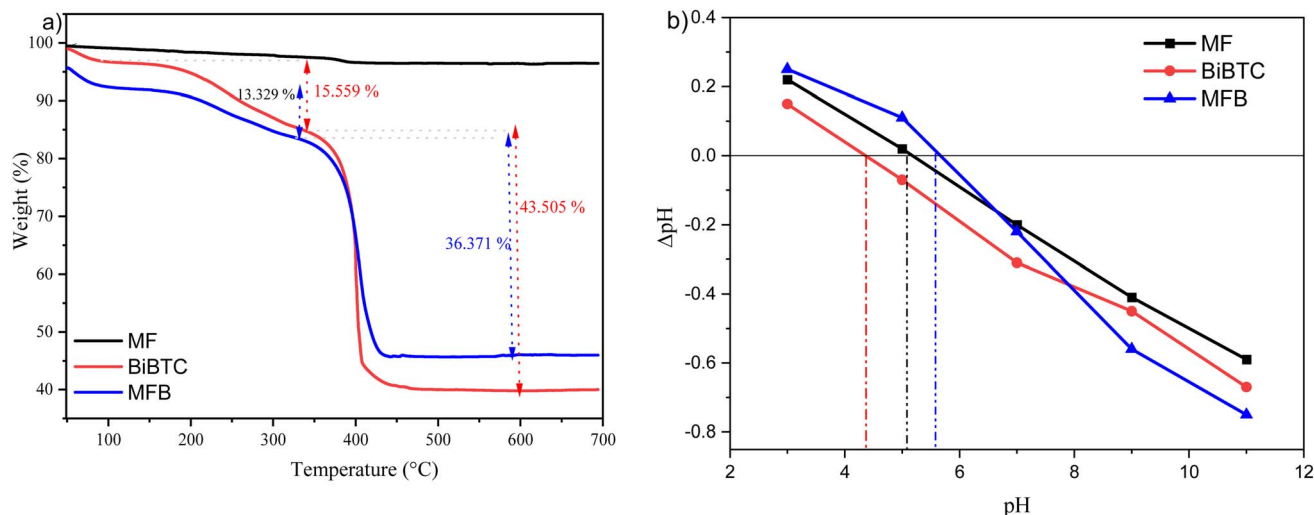 a)
100
90
80
70
60
50
40
Weight (%)
13.329 %
15.559 %
43.505 %
36.371 %
MF
BiBTC
MFB
100
200
300
400
500
600
700
Temperature (°C)
b)
0.4
0.2
0.0
-0.2
-0.4
-0.6
-0.8
ΔpH
MF
BiBTC
MFB
2
4
6
8
10
12
pH